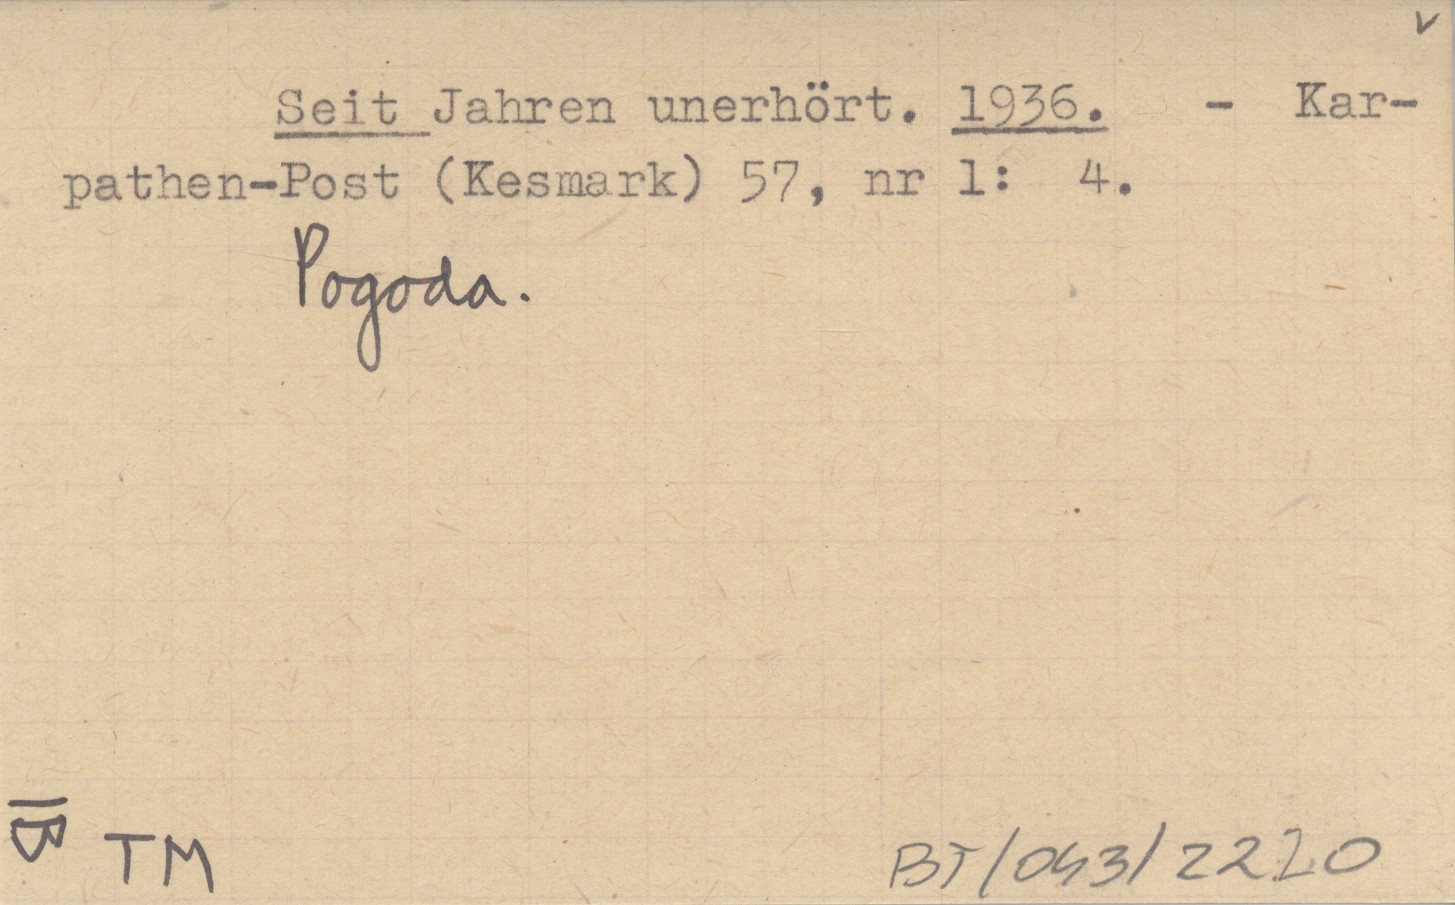 v
Seit Jahren unerhört. 1936. - Kar-
pathen-Post (Kesmark) 57, nr 1: 4.
Pogoda.
TM
BT/043/2220